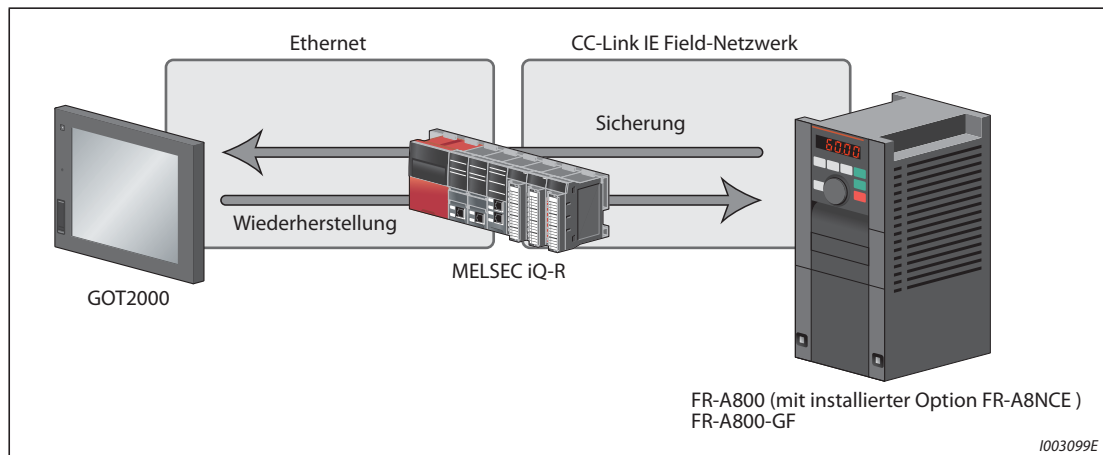 Ethernet
CC-Link IE Field-Netzwerk
Sicherung
6000
Wiederherstellung
MELSEC iQ-R
GOT2000
FR-A800 (mit installierter Option FR-A8NCE )
FR-A800-GF
I003099E